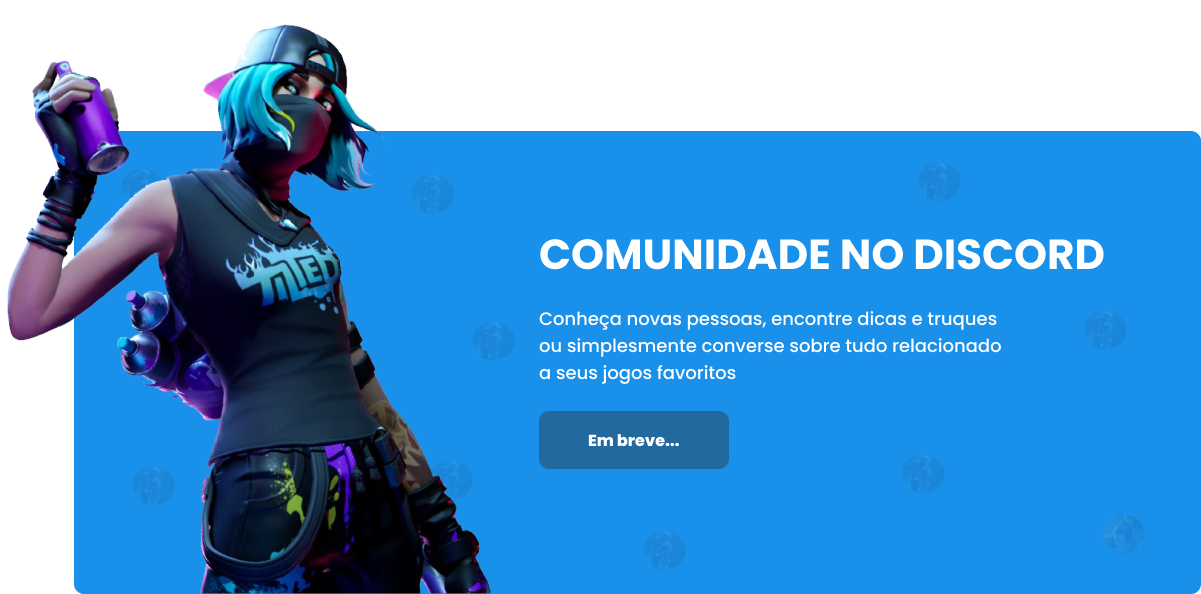 TILTED
COMUNIDADE NO DISCORD
Conheça novas pessoas, encontre dicas e truques
ou simplesmente converse sobre tudo relacionado
a seus jogos favoritos
Em breve...